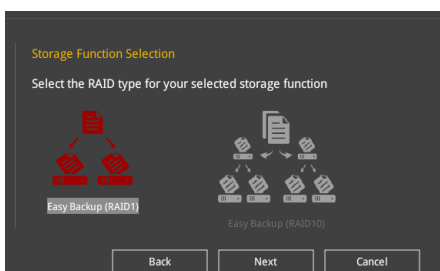 Storage Function Selection
Select the RAID type for your selected storage function
Easy Backup (RAID1)
Easy Backup (RAID10)
Back
Next
Cancel